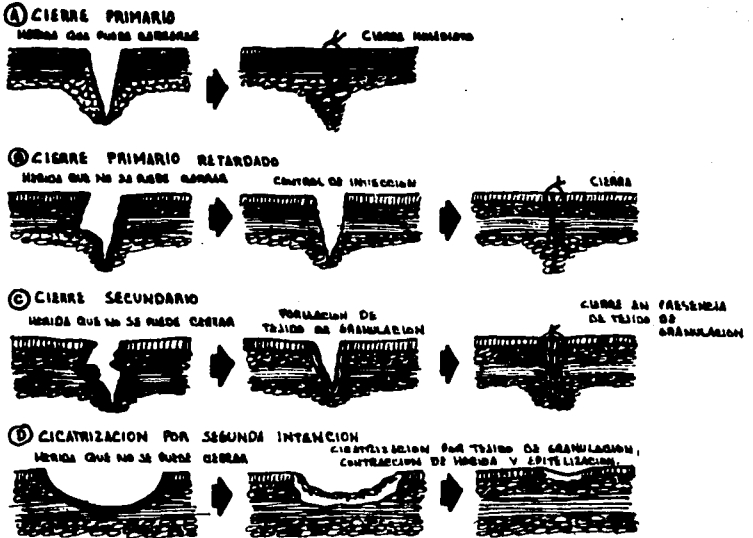 A CIERRE PRIMARIO
HERIDA QUE PUEDE CERRARSE
CIERRE INMEDIATO
B CIERRE PRIMARIO RETARDADO
HERIDA QUE NO SE PUEDE CERRAR
CONTROL DE INFECCION
CIERRE
C CIERRE SECUNDARIO
HERIDA QUE NO SE PUEDE CERRAR
FORMACION DE
TEJIDO DE GRANULACION
CIERRE EN PRESENCIA
DE TEJIDO DE
GRANULACION
D CICATRIZACION POR SEGUNDA INTENCION
HERIDA QUE NO SE PUEDE CERRAR
CICATRIZACION POR TEJIDO DE GRANULACION,
CONTRACCION DE HERIDA Y EPITELIZACION.